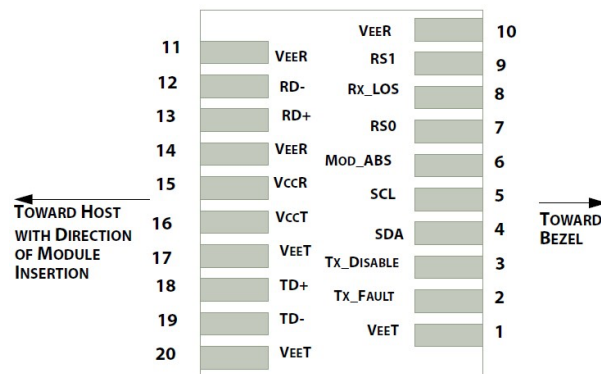 VEER 10
11 VEER
RS1 9
12 RD-
RX_LOS 8
13 RD+
RS0 7
14 VEER
MOD_ABS 6
15 VCCR
SCL 5
16 VCCT
SDA 4
17 VEET
TX_DISABLE 3
18 TD+
TX_FAULT 2
19 TD-
VEET 1
20 VEET
TOWARD HOST
WITH DIRECTION
OF MODULE
INSERTION
TOWARD
BEZEL